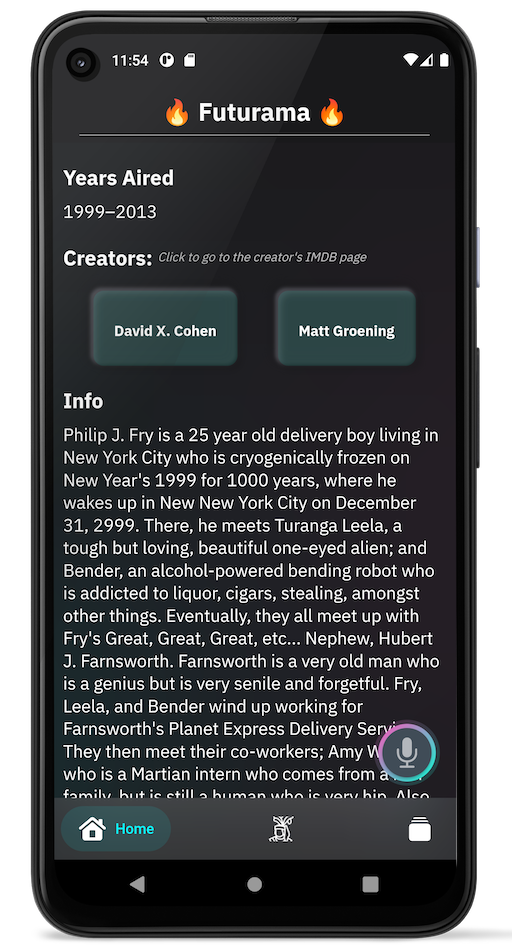 11:54
🔥 Futurama 🔥
Years Aired
1999–2013
Creators: Click to go to the creator's IMDB page
David X. Cohen
Matt Groening
Info
Philip J. Fry is a 25 year old delivery boy living in
New York City who is cryogenically frozen on
New Year's 1999 for 1000 years, where he
wakes up in New New York City on December
31, 2999. There, he meets Turanga Leela, a
tough but loving, beautiful one-eyed alien; and
Bender, an alcohol-powered bending robot who
is addicted to liquor, cigars, stealing, amongst
other things. Eventually, they all meet up with
Fry's Great, Great, Great, etc... Nephew, Hubert
J. Farnsworth. Farnsworth is a very old man who
is a genius but is very senile and forgetful. Fry,
Leela, and Bender wind up working for
Farnsworth's Planet Express Delivery
They then meet their co-workers; Amy
who is a Martian intern who comes from a
family, but is still a human who is very hip. Also
Home